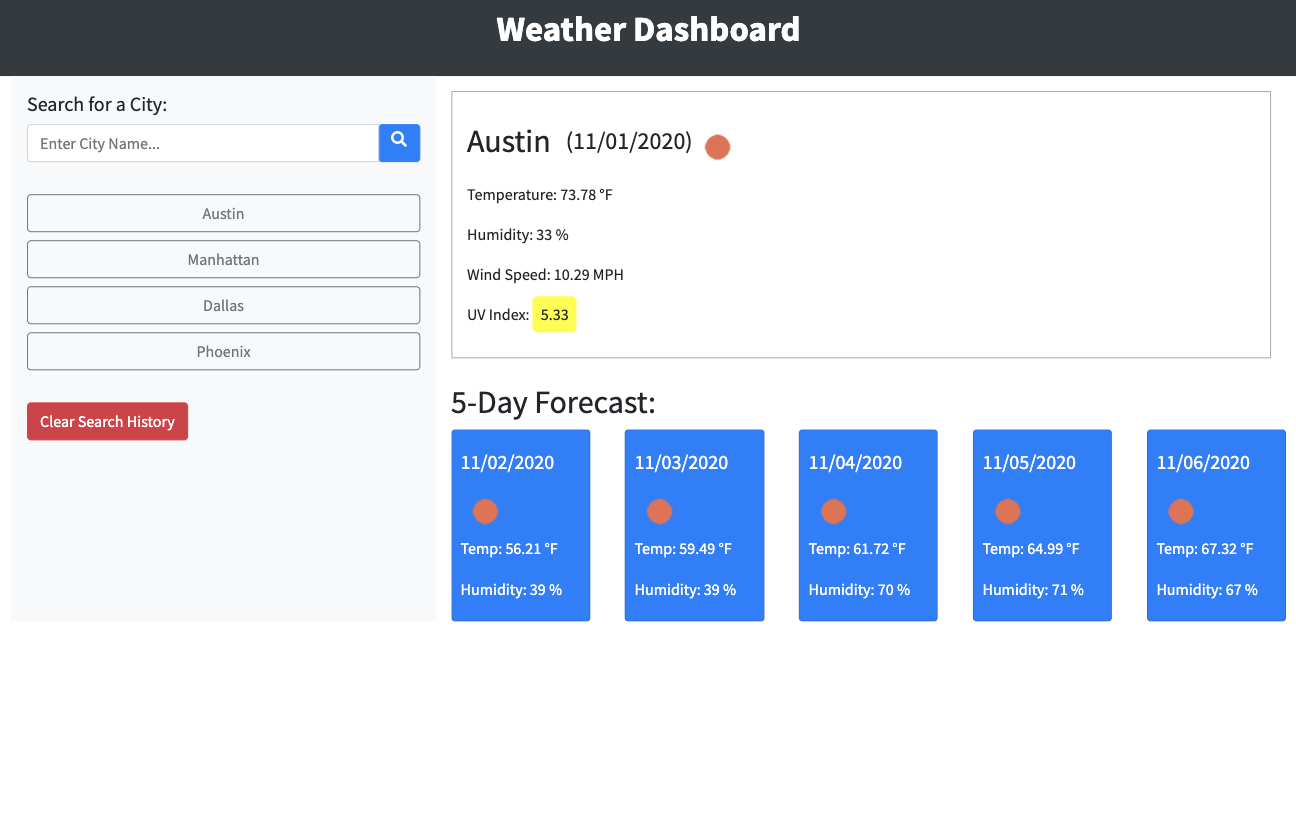 Weather Dashboard
Search for a City:
Enter City Name...
Austin
Manhattan
Dallas
Phoenix
Clear Search History
Austin (11/01/2020)
Temperature: 73.78 °F
Humidity: 33 %
Wind Speed: 10.29 MPH
UV Index: 5.33
5-Day Forecast:
11/02/2020
Temp: 56.21 °F
Humidity: 39 %
11/03/2020
Temp: 59.49 °F
Humidity: 39 %
11/04/2020
Temp: 61.72 °F
Humidity: 70 %
11/05/2020
Temp: 64.99 °F
Humidity: 71 %
11/06/2020
Temp: 67.32 °F
Humidity: 67 %